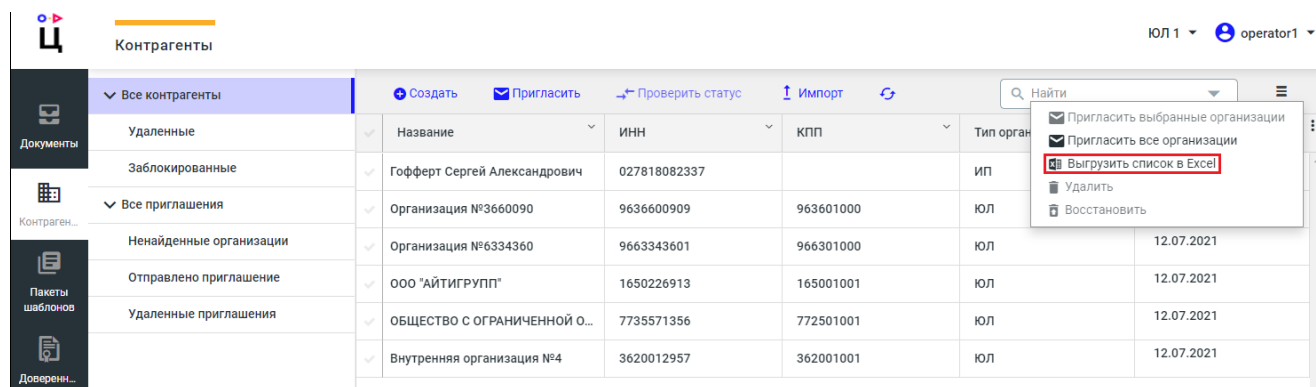 Ц
Контрагенты
ЮЛ 1
operator1
Документы
Контраген...
Пакеты
шаблонов
Доверенн...
Все контрагенты
Удаленные
Заблокированные
Все приглашения
Ненайденные организации
Отправлено приглашение
Удаленные приглашения
Создать
Пригласить
Проверить статус
Импорт
Найти
Пригласить выбранные организации
Пригласить все организации
Выгрузить список в Excel
Удалить
Восстановить
Название ИНН КПП Тип орган
Гофферт Сергей Александрович 027818082337 ИП
Организация №3660090 9636600909 963601000 ЮЛ
Организация №6334360 9663343601 966301000 ЮЛ 12.07.2021
ООО "АЙТИГРУПП" 1650226913 165001001 ЮЛ 12.07.2021
ОБЩЕСТВО С ОГРАНИЧЕННОЙ О... 7735571356 772501001 ЮЛ 12.07.2021
Внутренняя организация №4 3620012957 362001001 ЮЛ 12.07.2021